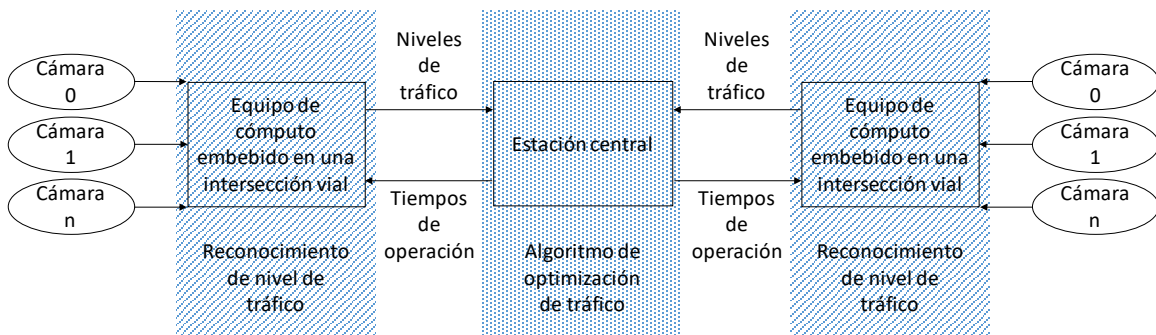 Cámara
0
Cámara
1
Cámara
n
Equipo de
cómputo
embebido en una
intersección vial
Reconocimiento
de nivel de
tráfico
Niveles
de
tráfico
Tiempos
de
operación
Estación central
Algoritmo de
optimización
de tráfico
Niveles
de
tráfico
Tiempos
de
operación
Equipo de
cómputo
embebido en una
intersección vial
Reconocimiento
de nivel de
tráfico
Cámara
0
Cámara
1
Cámara
n